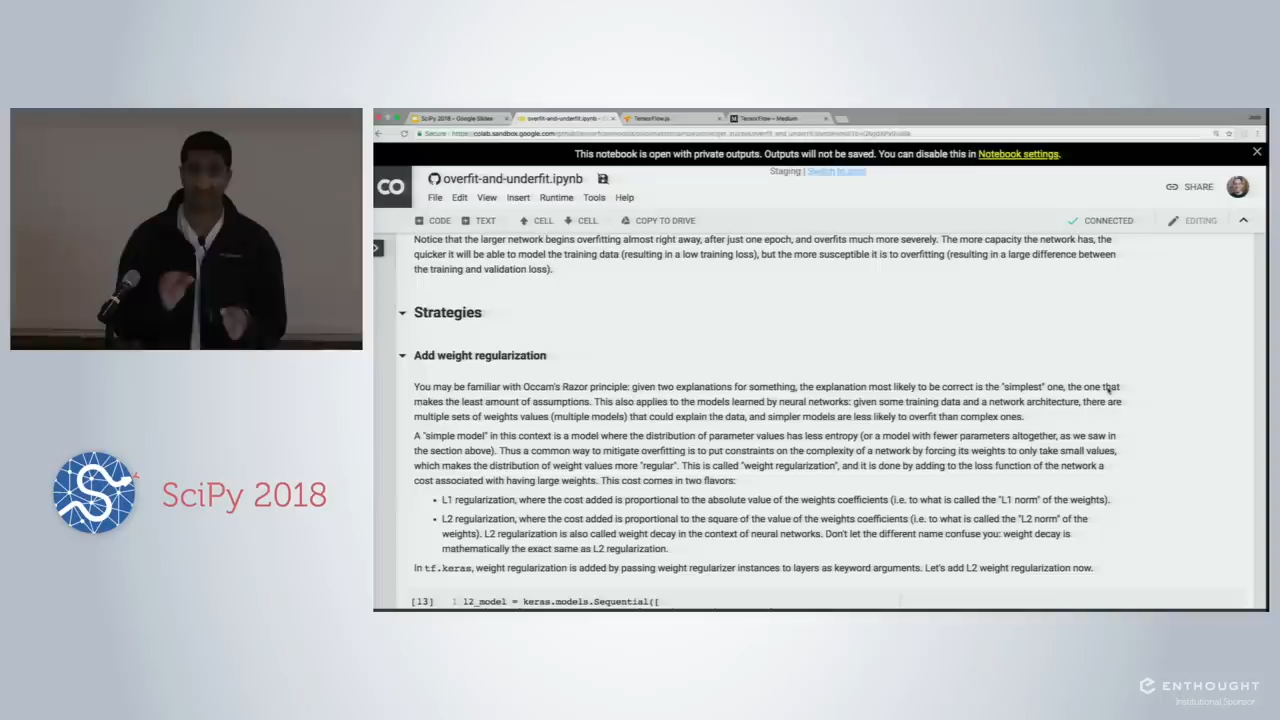 SciPy 2018 - Google Slides
overfit-and-underfit.ipynb -
TensorFlow.js
TensorFlow – Medium
Secure
This notebook is open with private outputs. Outputs will not be saved. You can disable this in Notebook settings.
Staging | Switch to prod
CO
overfit-and-underfit.ipynb
SHARE
File Edit View Insert Runtime Tools Help
CODE TEXT CELL CELL COPY TO DRIVE CONNECTED EDITING
Notice that the larger network begins overfitting almost right away, after just one epoch, and overfits much more severely. The more capacity the network has, the
quicker it will be able to model the training data (resulting in a low training loss), but the more susceptible it is to overfitting (resulting in a large difference between
the training and validation loss).
Strategies
Add weight regularization
You may be familiar with Occam's Razor principle: given two explanations for something, the explanation most likely to be correct is the "simplest" one, the one that
makes the least amount of assumptions. This also applies to the models learned by neural networks: given some training data and a network architecture, there are
multiple sets of weights values (multiple models) that could explain the data, and simpler models are less likely to overfit than complex ones.
A "simple model" in this context is a model where the distribution of parameter values has less entropy (or a model with fewer parameters altogether, as we saw in
the section above). Thus a common way to mitigate overfitting is to put constraints on the complexity of a network by forcing its weights to only take small values,
which makes the distribution of weight values more "regular". This is called "weight regularization", and it is done by adding to the loss function of the network a
cost associated with having large weights. This cost comes in two flavors:
• L1 regularization, where the cost added is proportional to the absolute value of the weights coefficients (i.e. to what is called the "L1 norm" of the weights).
• L2 regularization, where the cost added is proportional to the square of the value of the weights coefficients (i.e. to what is called the "L2 norm" of the
weights). L2 regularization is also called weight decay in the context of neural networks. Don't let the different name confuse you: weight decay is
mathematically the exact same as L2 regularization.
In tf.keras, weight regularization is added by passing weight regularizer instances to layers as keyword arguments. Let's add L2 weight regularization now.
[13] 1 l2_model = keras.models.Sequential([
SciPy 2018
ENTHOUGHT
Institutional Sponsor